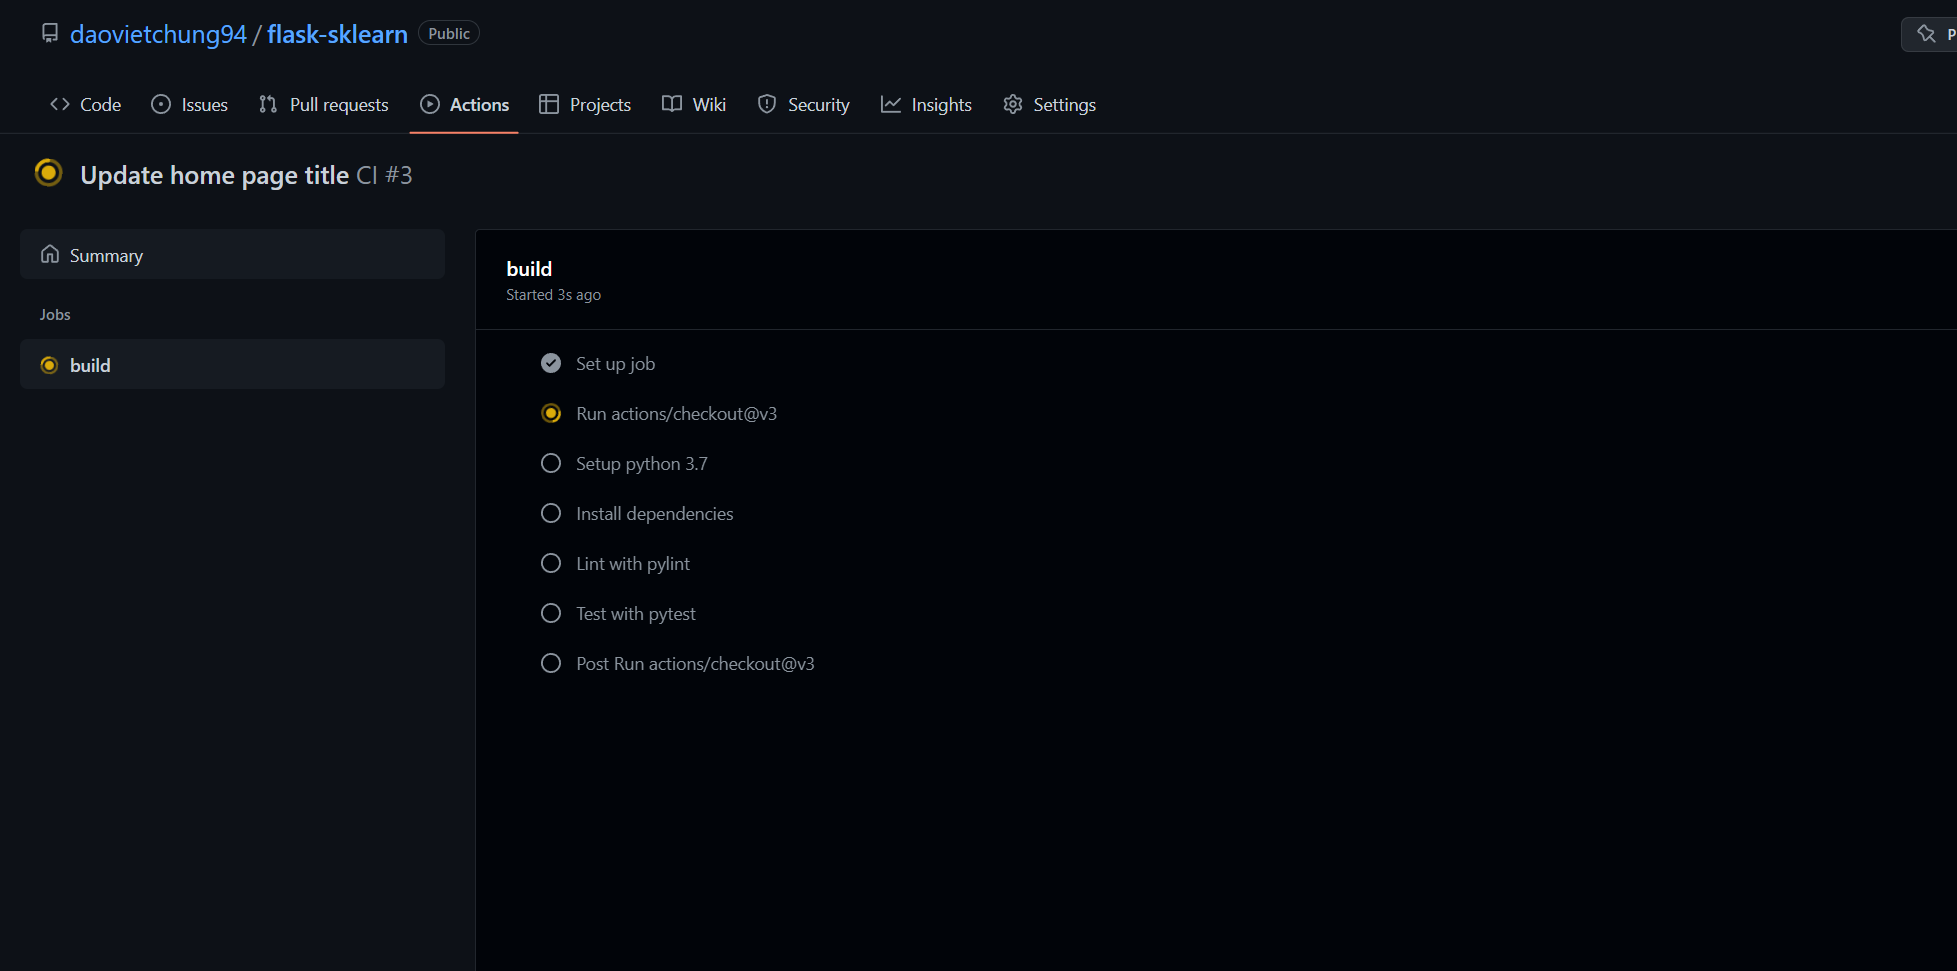 daovietchung94 / flask-sklearn Public
P
Code Issues Pull requests Actions Projects Wiki Security Insights Settings
Update home page title CI #3
Summary
Jobs
build
build
Started 3s ago
Set up job
Run actions/checkout@v3
Setup python 3.7
Install dependencies
Lint with pylint
Test with pytest
Post Run actions/checkout@v3